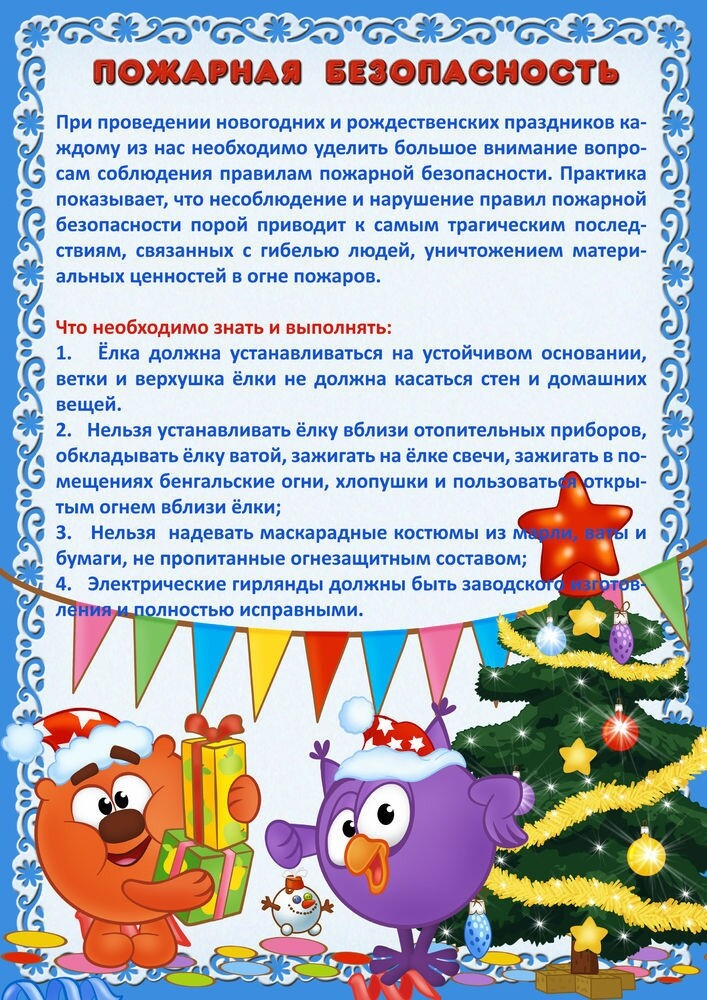 ПОЖАРНАЯ БЕЗОПАСНОСТЬ
При проведении новогодних и рождественских праздников ка-
ждому из нас необходимо уделить большое внимание вопро-
сам соблюдения правилам пожарной безопасности. Практика
показывает, что несоблюдение и нарушение правил пожарной
безопасности порой приводит к самым трагическим послед-
ствиям, связанных с гибелью людей, уничтожением матери-
альных ценностей в огне пожаров.
Что необходимо знать и выполнять:
1. Ёлка должна устанавливаться на устойчивом основании,
ветки и верхушка ёлки не должна касаться стен и домашних
вещей.
2. Нельзя устанавливать ёлку вблизи отопительных приборов,
обкладывать ёлку ватой, зажигать на ёлке свечи, зажигать в по-
мещениях бенгальские огни, хлопушки и пользоваться откры-
тым огнем вблизи ёлки;
3. Нельзя надевать маскарадные костюмы из марли, ваты и
бумаги, не пропитанные огнезащитным составом;
4. Электрические гирлянды должны быть заводского изготов-
ления и полностью исправными.